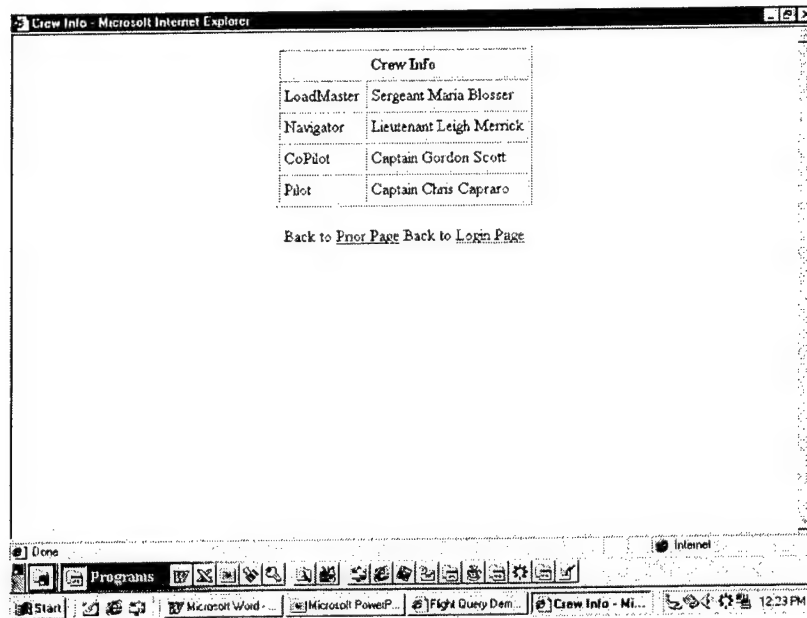 Crew Info - Microsoft Internet Explorer
Crew Info
LoadMaster Sergeant Maria Blosser
Navigator Lieutenant Leigh Merrick
CoPilot Captain Gordon Scott
Pilot Captain Chris Capraro
Back to Prior Page Back to Login Page
Done Internet
Programs
Start Microsoft Word - ... Microsoft PowerP... Flight Query Dem... Crew Info - Mi... 12:23 PM